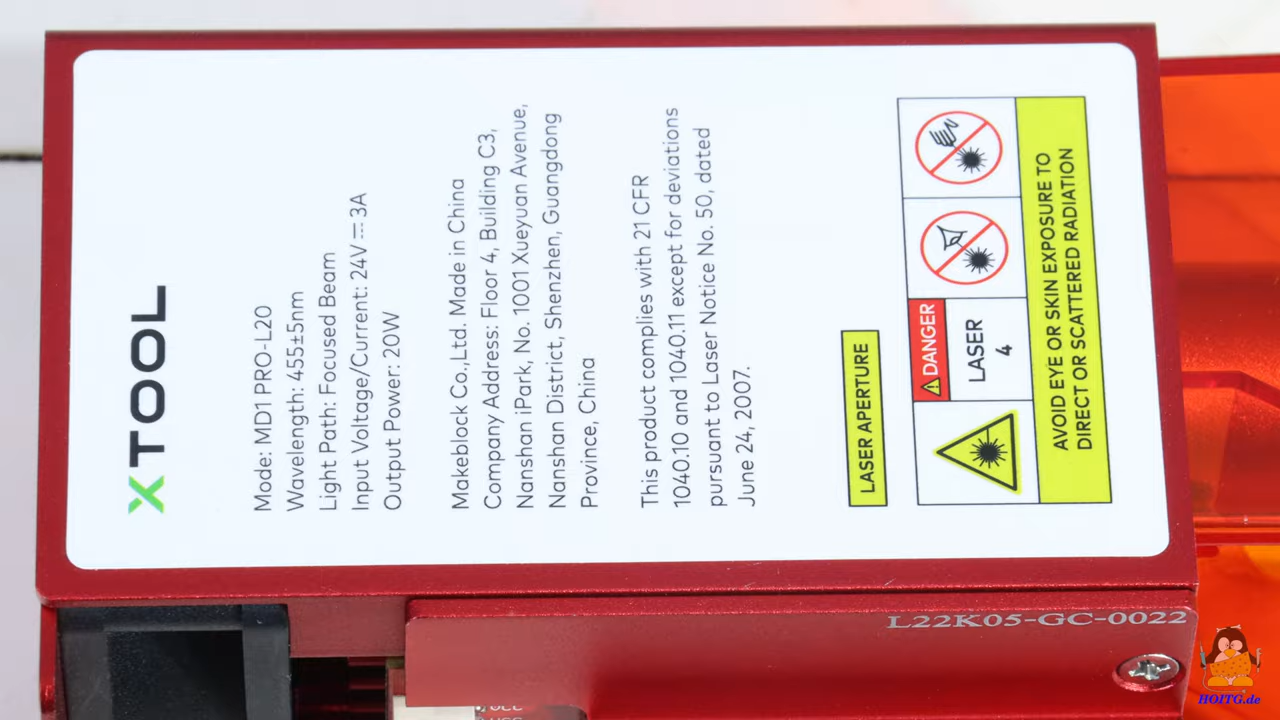 XTOOL
Mode: MD1 PRO-L20
Wavelength: 455±5nm
Light Path: Focused Beam
Input Voltage/Current: 24V⎓3A
Output Power: 20W
Makeblock Co.,Ltd. Made in China
Company Address: Floor 4, Building C3,
Nanshan iPark, No. 1001 Xueyuan Avenue,
Nanshan District, Shenzhen, Guangdong
Province, China
This product complies with 21 CFR
1040.10 and 1040.11 except for deviations
pursuant to Laser Notice No. 50, dated
June 24, 2007.
LASER APERTURE
DANGER
LASER
4
AVOID EYE OR SKIN EXPOSURE TO
DIRECT OR SCATTERED RADIATION
L22K05-GC-0022
HOITG.de